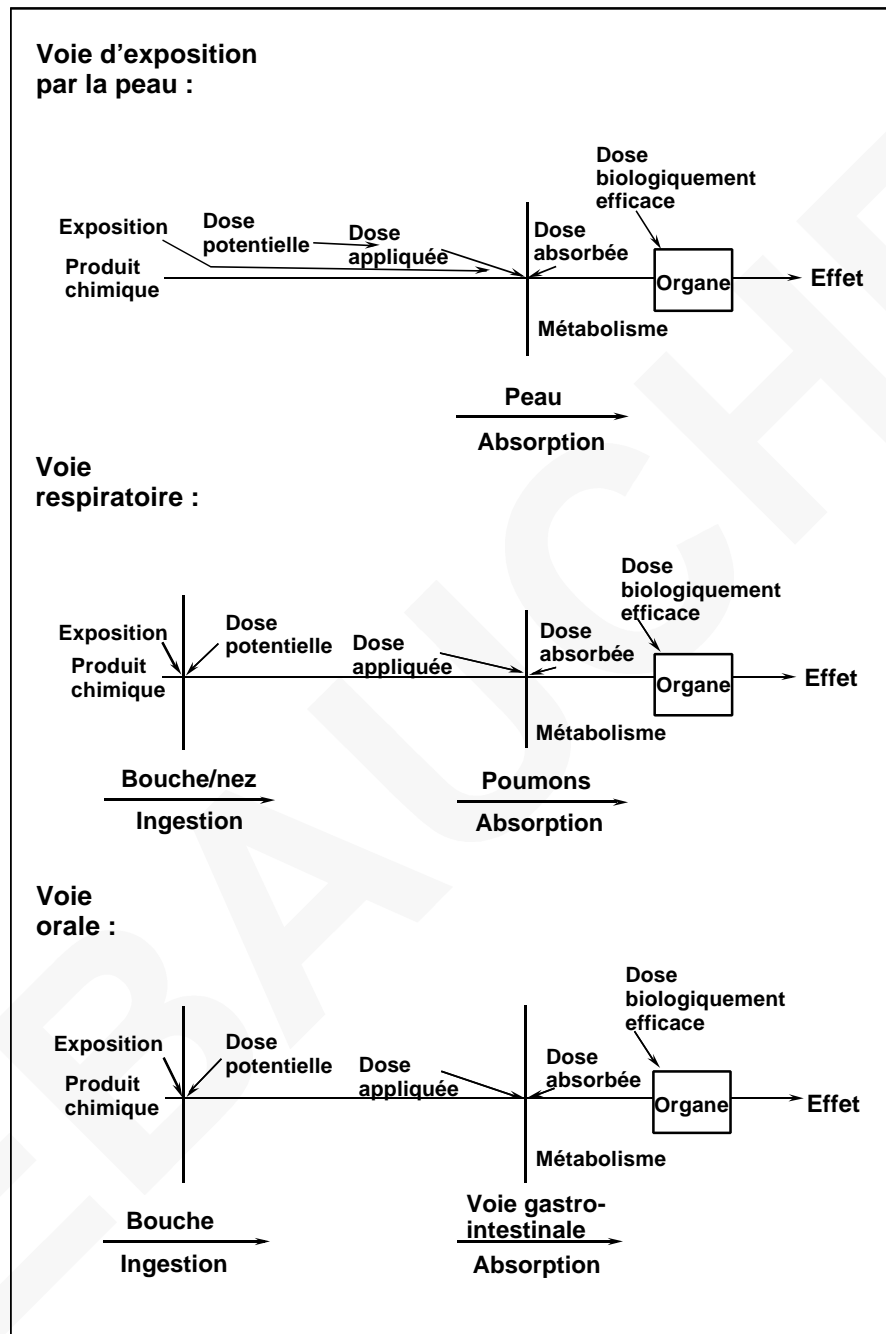 Voie d’exposition
par la peau :
Dose
biologiquement
efficace
Exposition
Dose
potentielle
Dose
appliquée
Dose
absorbée
Produit
chimique
Organe
Effet
Métabolisme
Peau
Absorption
Voie
respiratoire :
Dose
biologiquement
efficace
Exposition
Dose
potentielle
Dose
appliquée
Dose
absorbée
Produit
chimique
Organe
Effet
Métabolisme
Bouche/nez
Ingestion
Poumons
Absorption
Voie
orale :
Dose
biologiquement
efficace
Exposition
Dose
potentielle
Dose
appliquée
Dose
absorbée
Produit
chimique
Organe
Effet
Métabolisme
Bouche
Ingestion
Voie gastro-
intestinale
Absorption
EBAUCHE